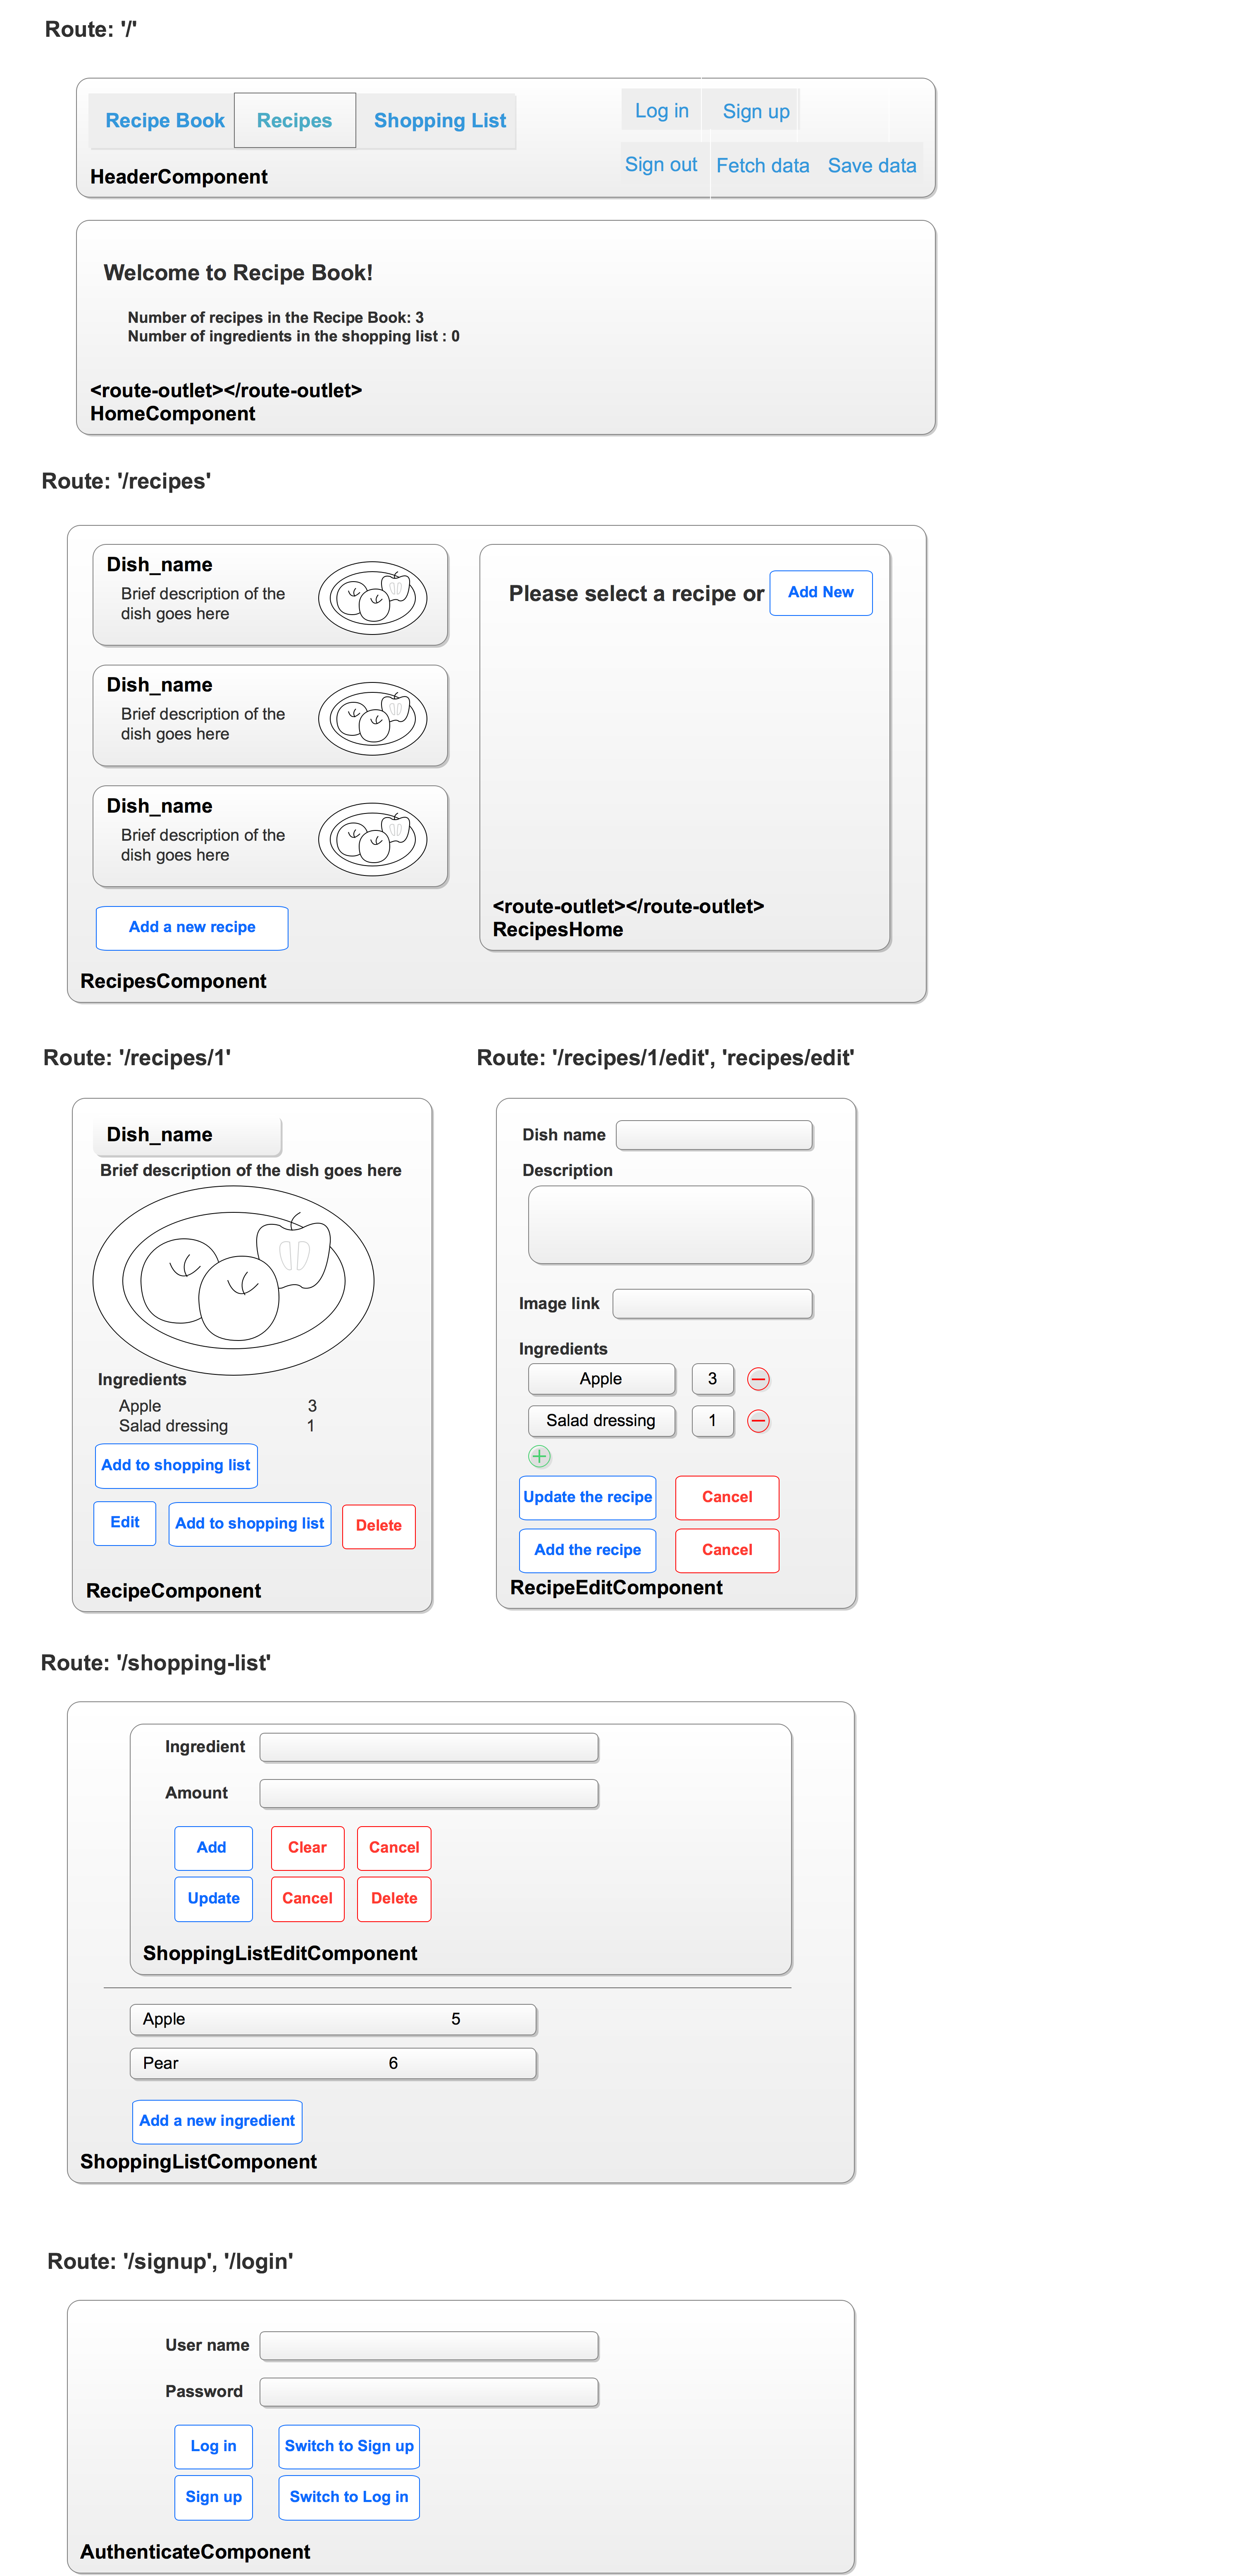 Route: '/'
Recipe Book Recipes Shopping List
Log in Sign up
Sign out Fetch data Save data
HeaderComponent
Welcome to Recipe Book!
Number of recipes in the Recipe Book: 3
Number of ingredients in the shopping list : 0
<route-outlet></route-outlet>
HomeComponent
Route: '/recipes'
Dish_name
Brief description of the
dish goes here
Dish_name
Brief description of the
dish goes here
Dish_name
Brief description of the
dish goes here
Add a new recipe
Please select a recipe or Add New
<route-outlet></route-outlet>
RecipesHome
RecipesComponent
Route: '/recipes/1'
Dish_name
Brief description of the dish goes here
Ingredients
Apple 3
Salad dressing 1
Add to shopping list
Edit Add to shopping list Delete
RecipeComponent
Route: '/recipes/1/edit', 'recipes/edit'
Dish name
Description
Image link
Ingredients
Apple 3
Salad dressing 1
Update the recipe Cancel
Add the recipe Cancel
RecipeEditComponent
Route: '/shopping-list'
Ingredient
Amount
Add Clear Cancel
Update Cancel Delete
ShoppingListEditComponent
Apple 5
Pear 6
Add a new ingredient
ShoppingListComponent
Route: '/signup', '/login'
User name
Password
Log in Switch to Sign up
Sign up Switch to Log in
AuthenticateComponent